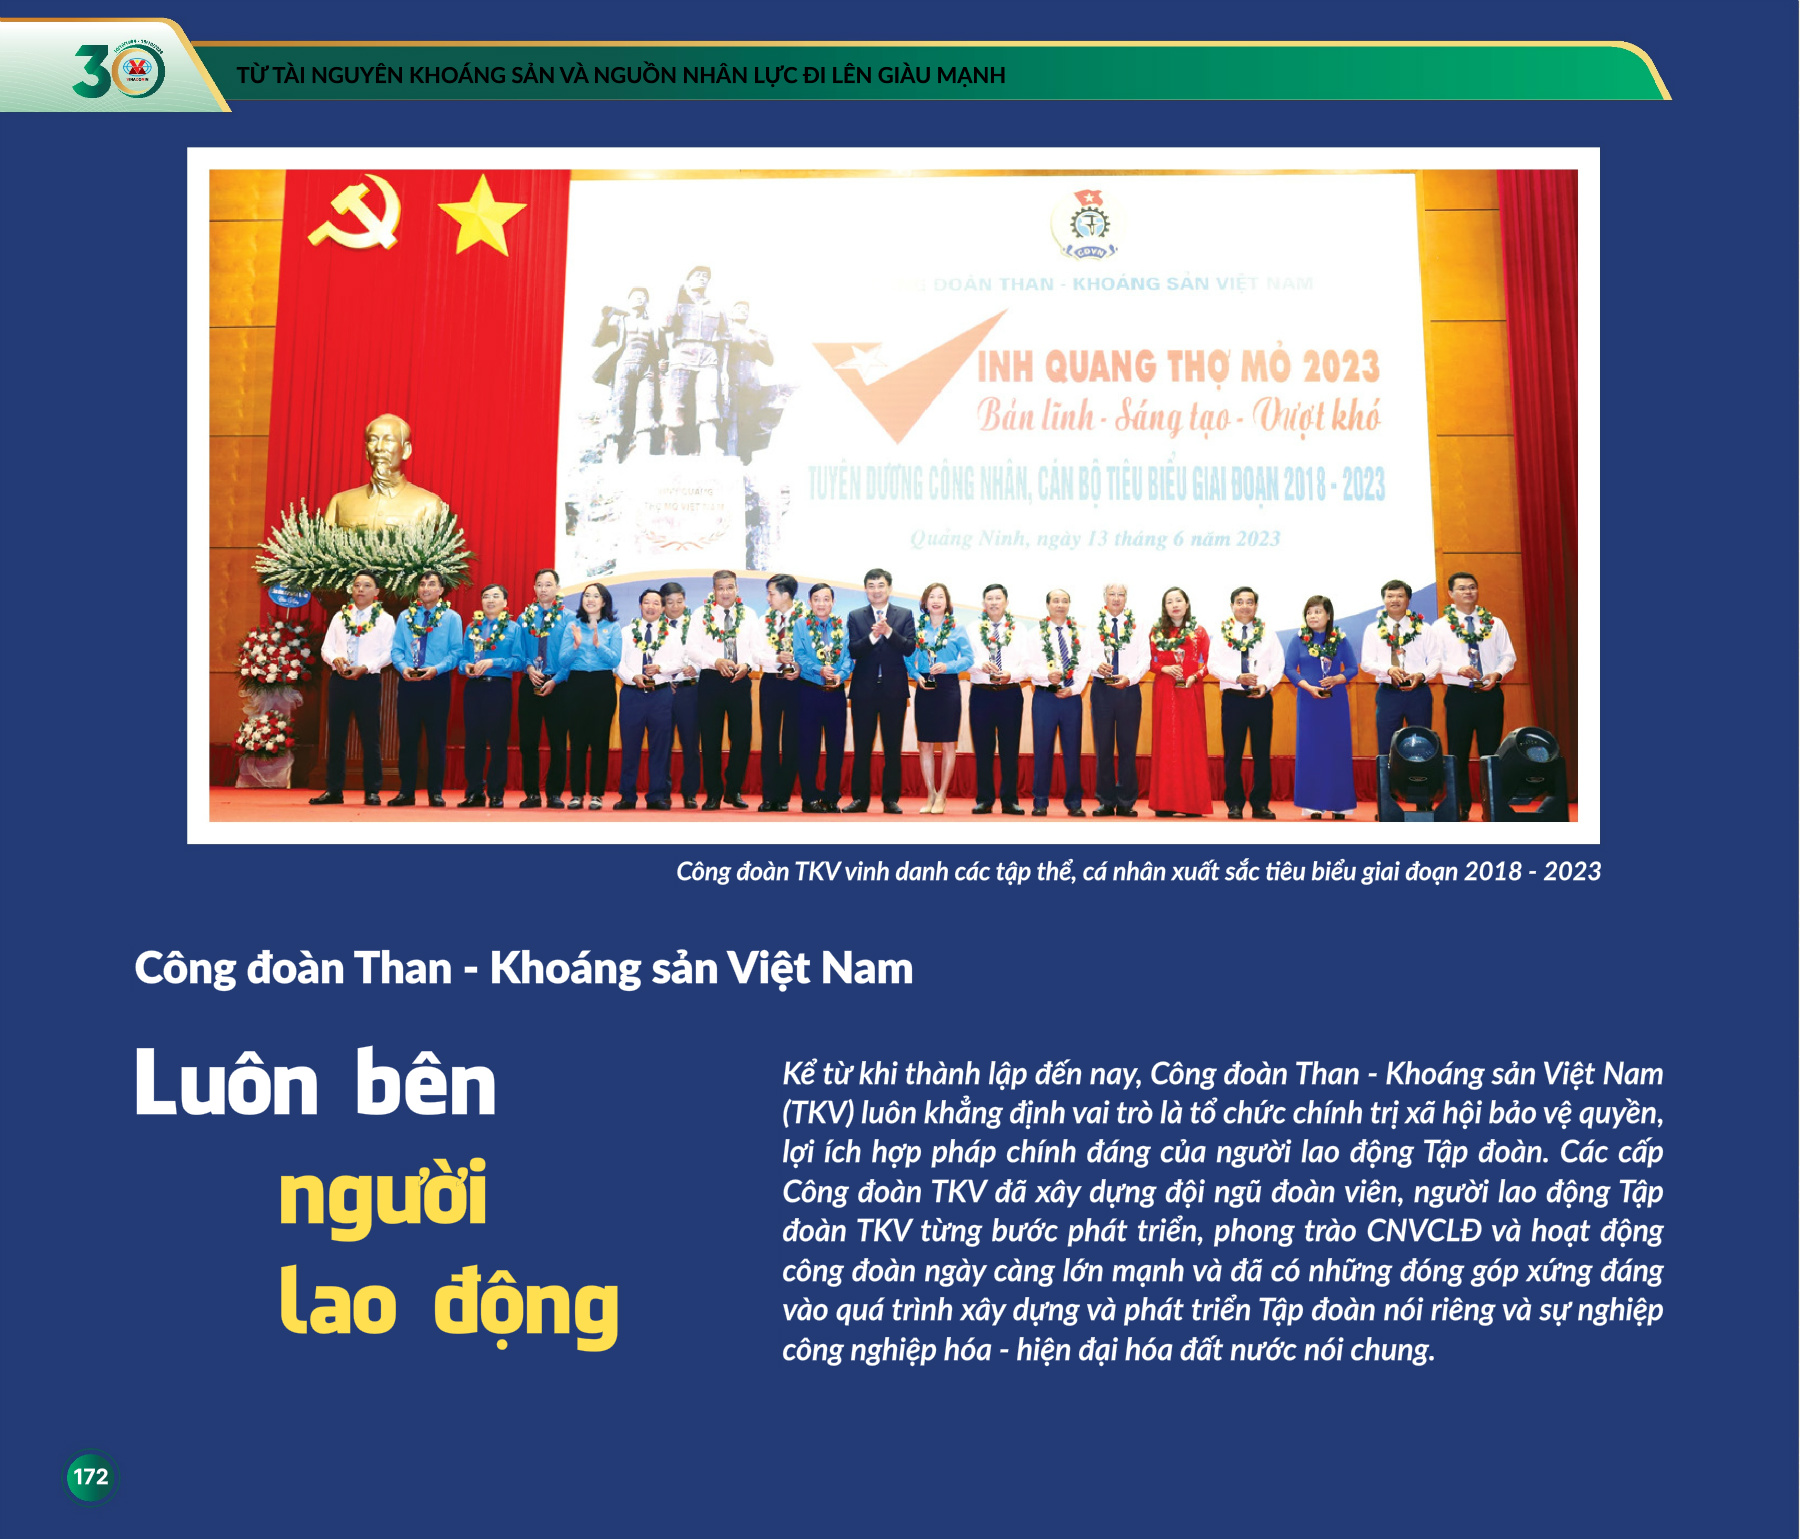 30
VINACOMIN
TỪ TÀI NGUYÊN KHOÁNG SẢN VÀ NGUỒN NHÂN LỰC ĐI LÊN GIÀU MẠNH
CĐVN
ĐOÀN THAN - KHOÁNG SẢN VIỆT NAM
VINH QUANG THỢ MỎ 2023
Bản lĩnh - Sáng tạo - Vượt khó
TUYÊN DƯƠNG CÔNG NHÂN, CÁN BỘ TIÊU BIỂU GIAI ĐOẠN 2018 - 2023
Quảng Ninh, ngày 13 tháng 6 năm 2023
VINH QUANG
THỢ MỎ VIỆT NAM
Công đoàn TKV vinh danh các tập thể, cá nhân xuất sắc tiêu biểu giai đoạn 2018 - 2023
Công đoàn Than - Khoáng sản Việt Nam
Luôn bên
người
lao động
Kể từ khi thành lập đến nay, Công đoàn Than - Khoáng sản Việt Nam
(TKV) luôn khẳng định vai trò là tổ chức chính trị xã hội bảo vệ quyền,
lợi ích hợp pháp chính đáng của người lao động Tập đoàn. Các cấp
Công đoàn TKV đã xây dựng đội ngũ đoàn viên, người lao động Tập
đoàn TKV từng bước phát triển, phong trào CNVCLĐ và hoạt động
công đoàn ngày càng lớn mạnh và đã có những đóng góp xứng đáng
vào quá trình xây dựng và phát triển Tập đoàn nói riêng và sự nghiệp
công nghiệp hóa - hiện đại hóa đất nước nói chung.
172